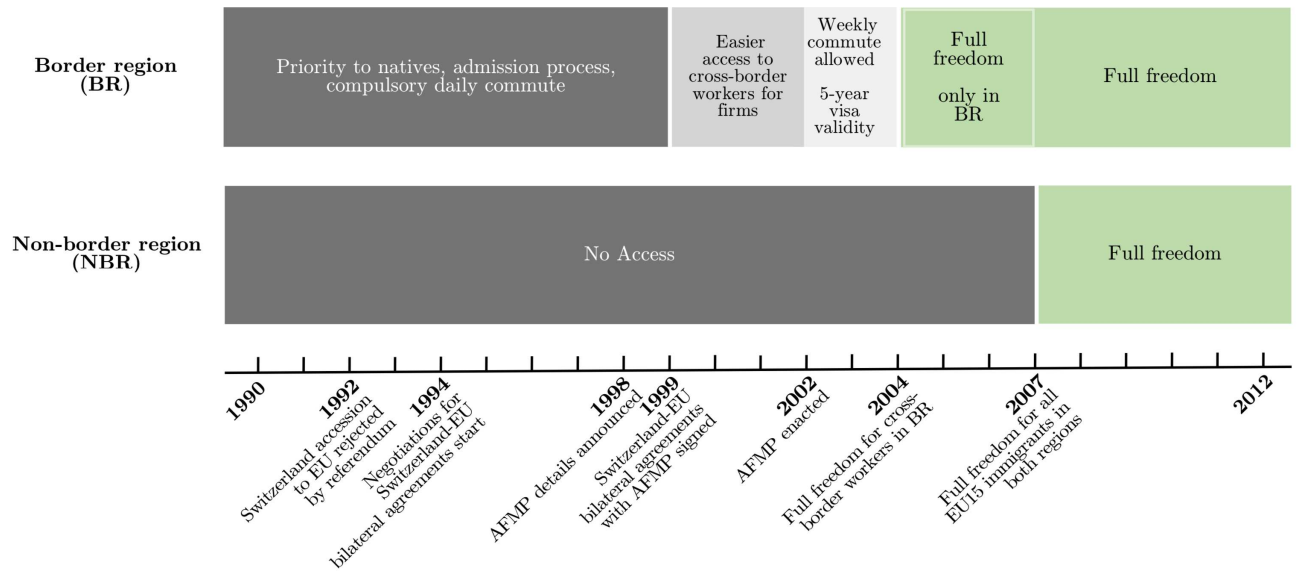 Border region
(BR)
Priority to natives, admission process,
compulsory daily commute
Easier
access to
cross-border
workers for
firms
Weekly
commute
allowed
5-year
visa
validity
Full
freedom
only in
BR
Full freedom
Non-border region
(NBR)
No Access
Full freedom
1990
1992
Switzerland accession
to EU rejected
by referendum
1994
Negotiations for
Switzerland-EU
bilateral agreements start
1998
AFMP details announced
1999
Switzerland-EU
bilateral agreements
with AFMP signed
2002
AFMP enacted
2004
Full freedom for cross-
border workers in BR
2007
Full freedom for all
EU15 immigrants in
both regions
2012